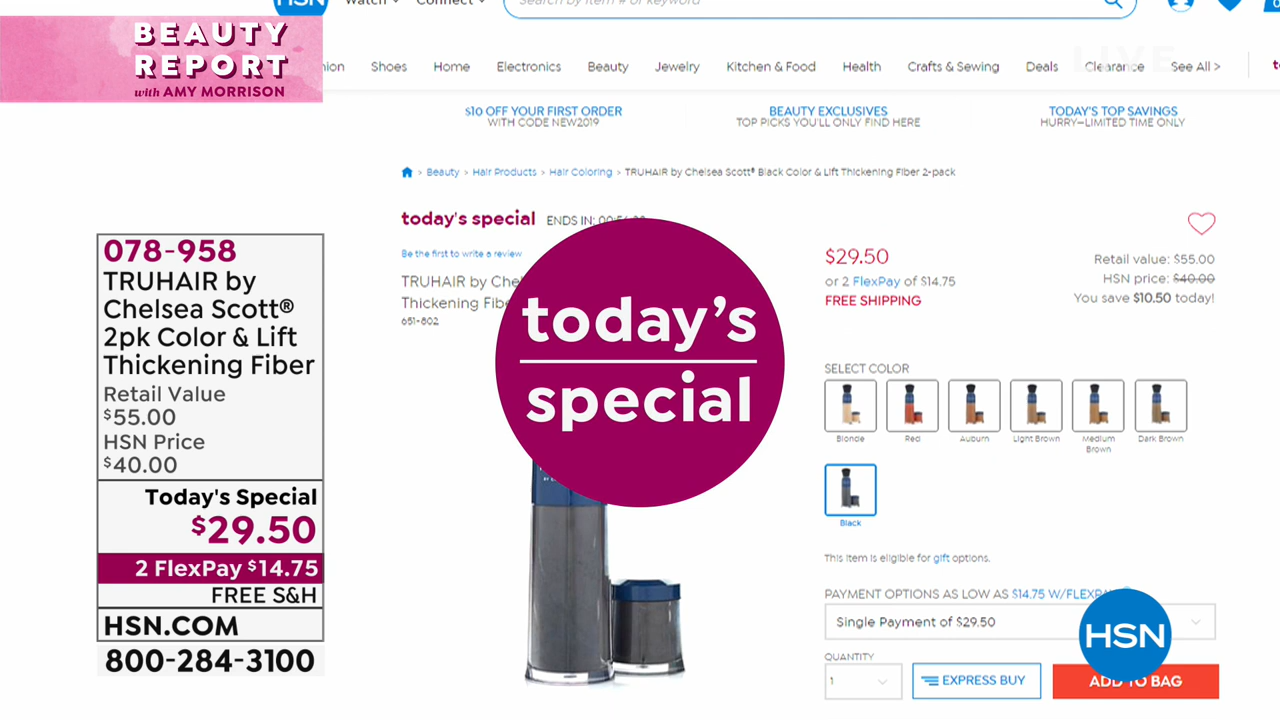 HSN
Watch Connect
Search by item # or keyword
BEAUTY
REPORT
with AMY MORRISON
Shoes Home Electronics Beauty Jewelry Kitchen & Food Health Crafts & Sewing Deals Clearance See All >
LIVE
$10 OFF YOUR FIRST ORDER
WITH CODE NEW2019
BEAUTY EXCLUSIVES
TOP PICKS YOU'LL ONLY FIND HERE
TODAY'S TOP SAVINGS
HURRY—LIMITED TIME ONLY
> Beauty > Hair Products > Hair Coloring > TRUHAIR by Chelsea Scott® Black Color & Lift Thickening Fiber 2-pack
today's special ENDS IN:
Be the first to write a review
TRUHAIR by
Thickening
651-802
today's
special
$29.50
or 2 FlexPay of $14.75
FREE SHIPPING
Retail value: $55.00
HSN price: $40.00
You save $10.50 today!
SELECT COLOR
Blonde
Red
Auburn
Light Brown
Medium Brown
Dark Brown
Black
This item is eligible for gift options.
PAYMENT OPTIONS AS LOW AS $14.75 W/FLEXPAY
Single Payment of $29.50
QUANTITY
1
EXPRESS BUY
ADD TO BAG
HSN
078-958
TRUHAIR by
Chelsea Scott®
2pk Color & Lift
Thickening Fiber
Retail Value
$55.00
HSN Price
$40.00
Today's Special
$29.50
2 FlexPay $14.75
FREE S&H
HSN.COM
800-284-3100